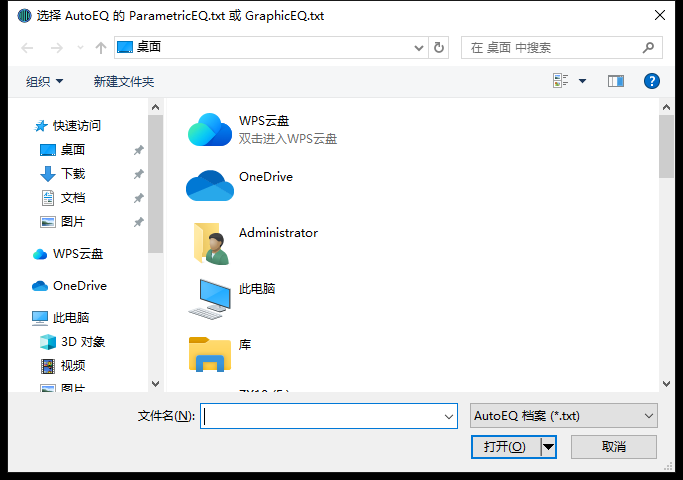 选择 AutoEQ 的 ParametricEQ.txt 或 GraphicEQ.txt
桌面
在 桌面 中搜索
组织
新建文件夹
快速访问
桌面
下载
文档
图片
WPS云盘
OneDrive
此电脑
3D 对象
视频
图片
WPS云盘
双击进入WPS云盘
OneDrive
Administrator
此电脑
库
文件名(N):
AutoEQ 档案 (*.txt)
打开(O)
取消